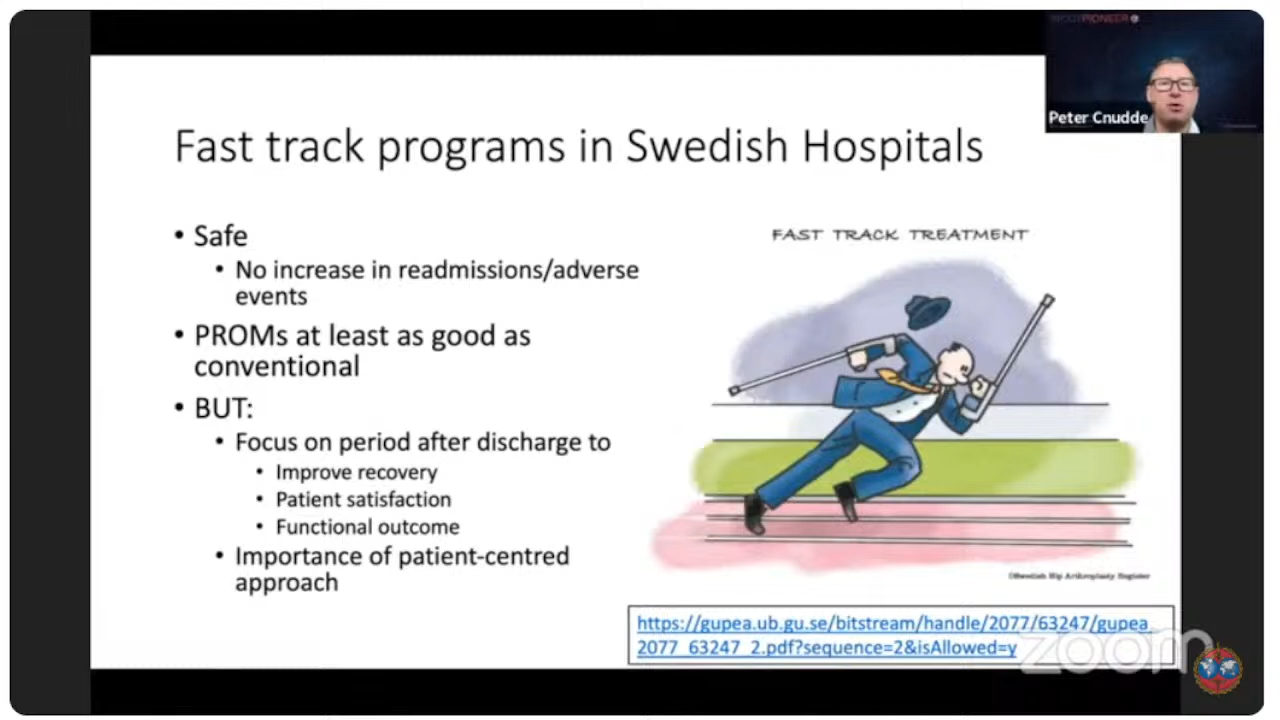 PIONEER
Peter Cnudde
Fast track programs in Swedish Hospitals
• Safe
• No increase in readmissions/adverse
events
• PROMs at least as good as
conventional
• BUT:
• Focus on period after discharge to
• Improve recovery
• Patient satisfaction
• Functional outcome
• Importance of patient-centred
approach
FAST TRACK TREATMENT
©Swedish Hip Arthroplasty Register
https://gupea.ub.gu.se/bitstream/handle/2077/63247/gupea_
2077_63247_2.pdf?sequence=2&isAllowed=y
zoom